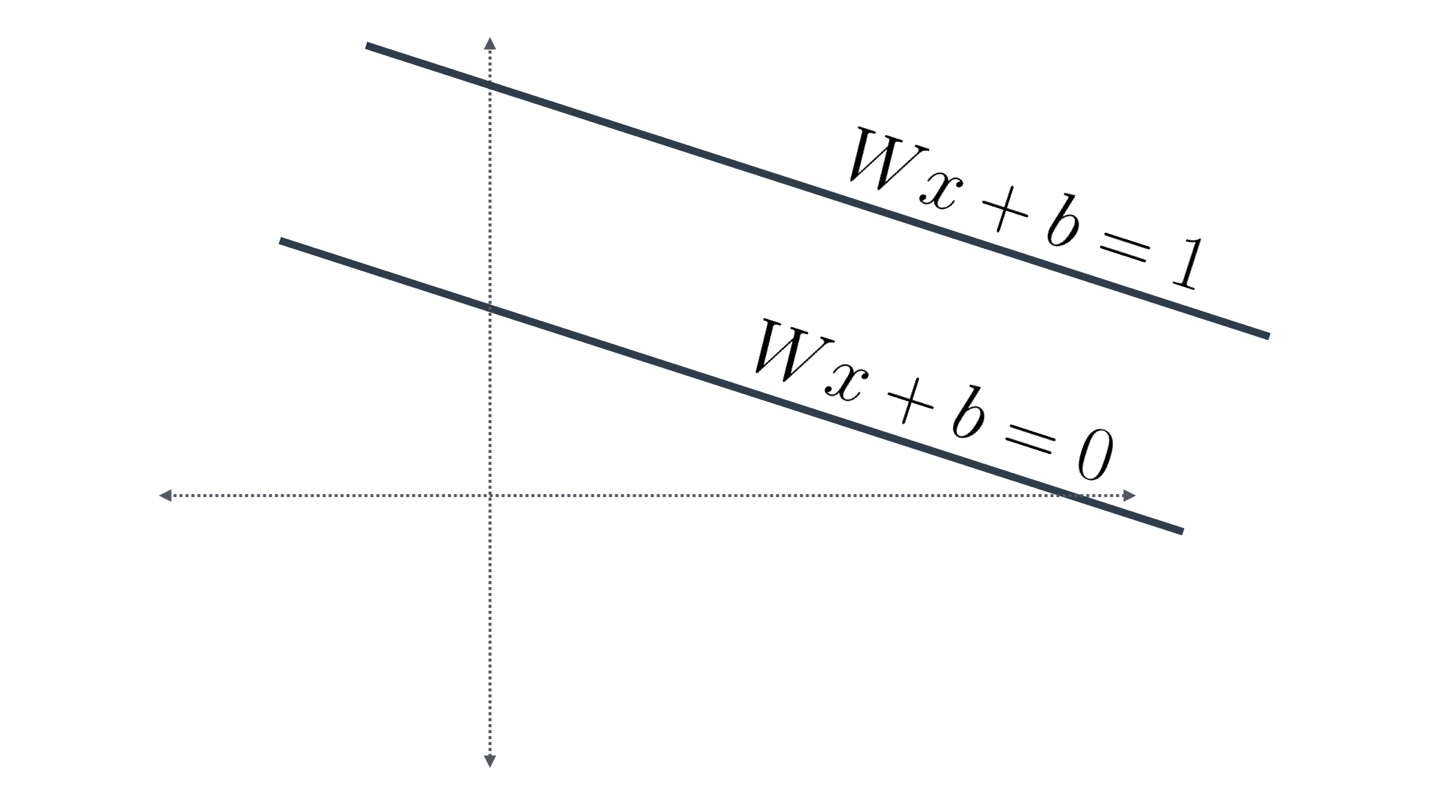 Wx + b = 1
Wx + b = 0